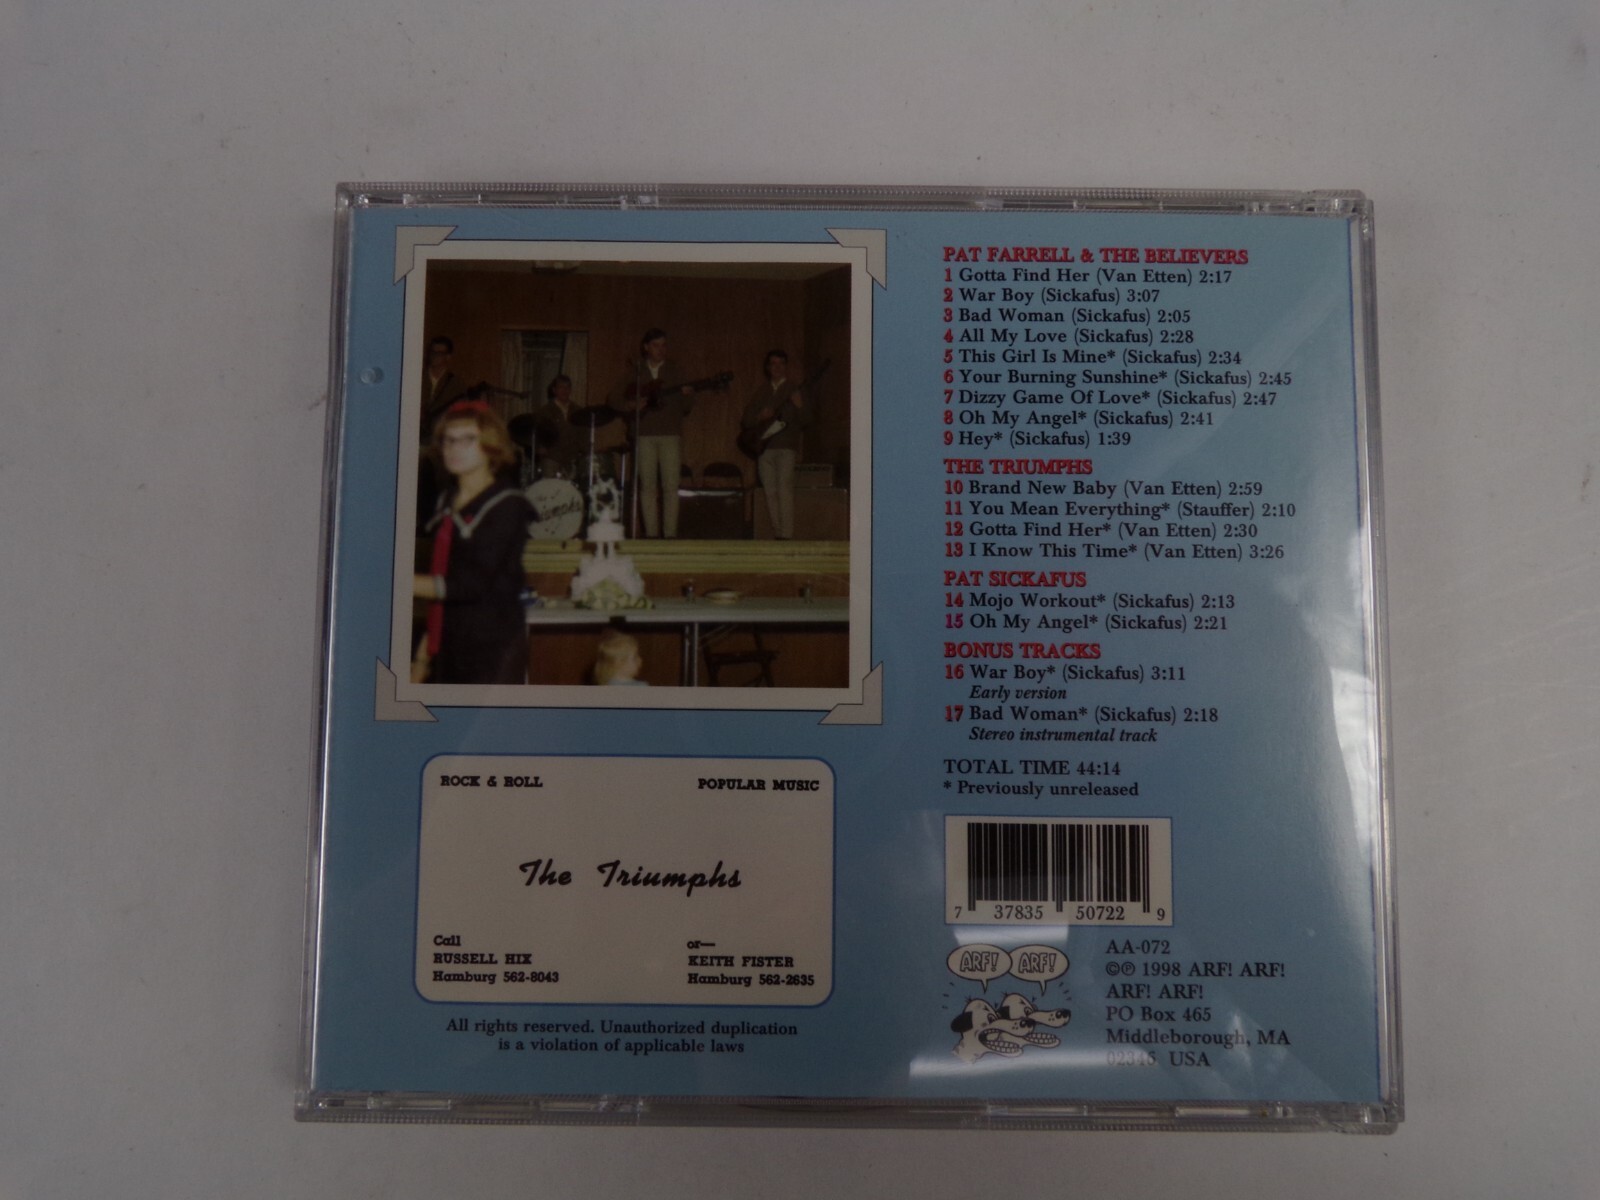 PAT FARRELL & THE BELIEVERS
1 Gotta Find Her (Van Etten) 2:17
2 War Boy (Sickafus) 3:07
3 Bad Woman (Sickafus) 2:05
4 All My Love (Sickafus) 2:28
5 This Girl Is Mine* (Sickafus) 2:34
6 Your Burning Sunshine* (Sickafus) 2:45
7 Dizzy Game Of Love* (Sickafus) 2:47
8 Oh My Angel* (Sickafus) 2:41
9 Hey* (Sickafus) 1:39
THE TRIUMPHS
10 Brand New Baby (Van Etten) 2:59
11 You Mean Everything* (Stauffer) 2:10
12 Gotta Find Her* (Van Etten) 2:30
13 I Know This Time* (Van Etten) 3:26
PAT SICKAFUS
14 Mojo Workout* (Sickafus) 2:13
15 Oh My Angel* (Sickafus) 2:21
BONUS TRACKS
16 War Boy* (Sickafus) 3:11
Early version
17 Bad Woman* (Sickafus) 2:18
Stereo instrumental track
TOTAL TIME 44:14
* Previously unreleased
7 37835 50722 9
ARF! ARF!
AA-072
©℗ 1998 ARF! ARF!
ARF! ARF!
PO Box 465
Middleborough, MA
02346 USA
ROCK & ROLL POPULAR MUSIC
The Triumphs
Call or—
RUSSELL HIX KEITH FISTER
Hamburg 562-8043 Hamburg 562-2635
All rights reserved. Unauthorized duplication
is a violation of applicable laws